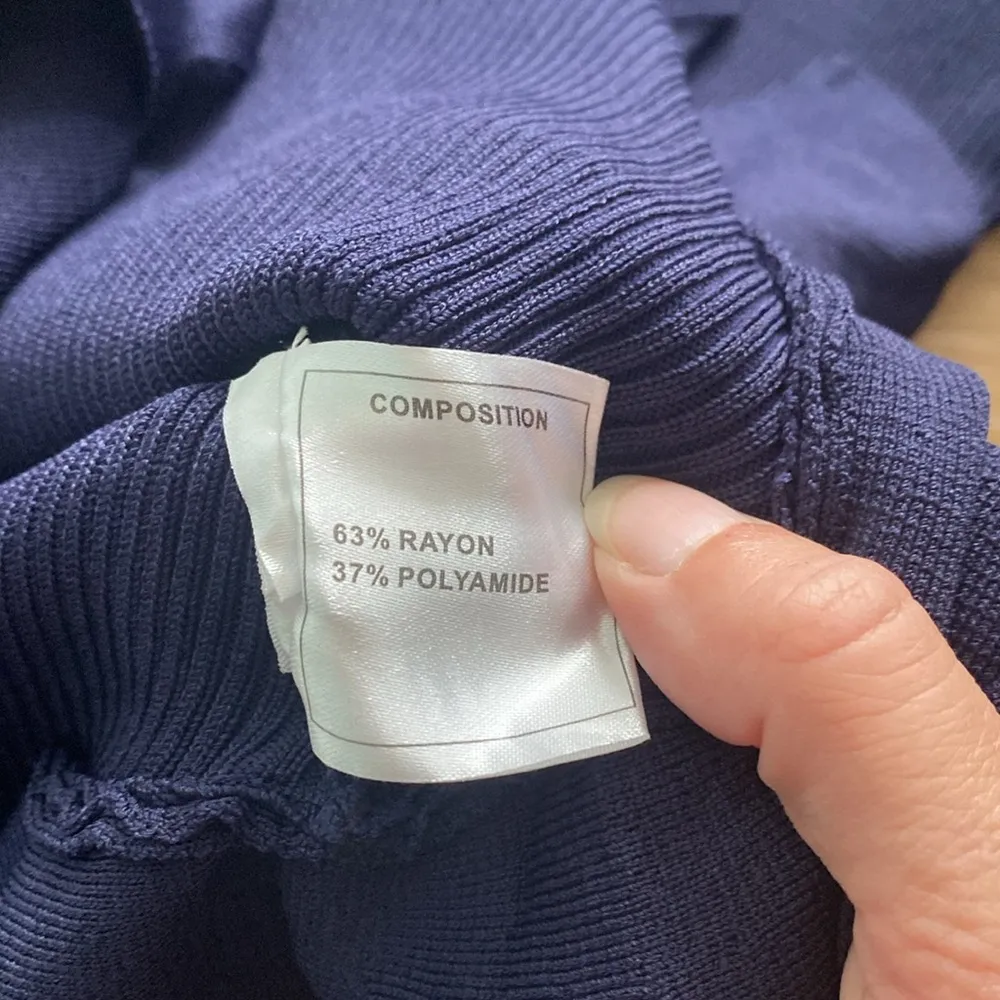 COMPOSITION
63% RAYON
37% POLYAMIDE